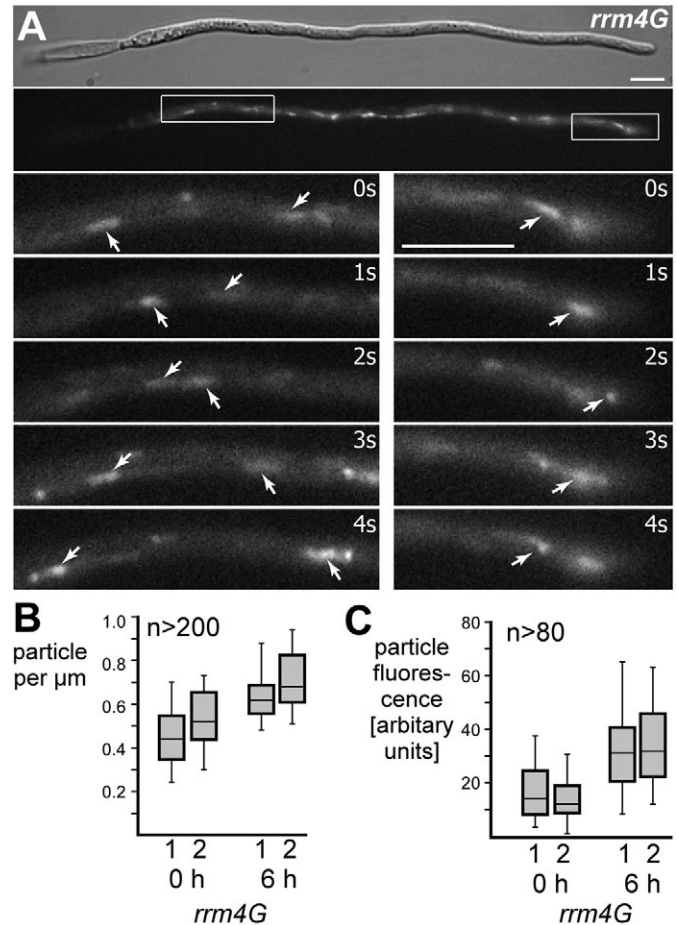 A
rrm4G
0s
0s
1s
1s
2s
2s
3s
3s
4s
4s
B
particle
per µm
n>200
1.0
0.8
0.6
0.4
0.2
1 2 1 2
0 h 6 h
rrm4G
C
particle
fluores-
cence
[arbitary
units]
n>80
80
60
40
20
1 2 1 2
0 h 6 h
rrm4G